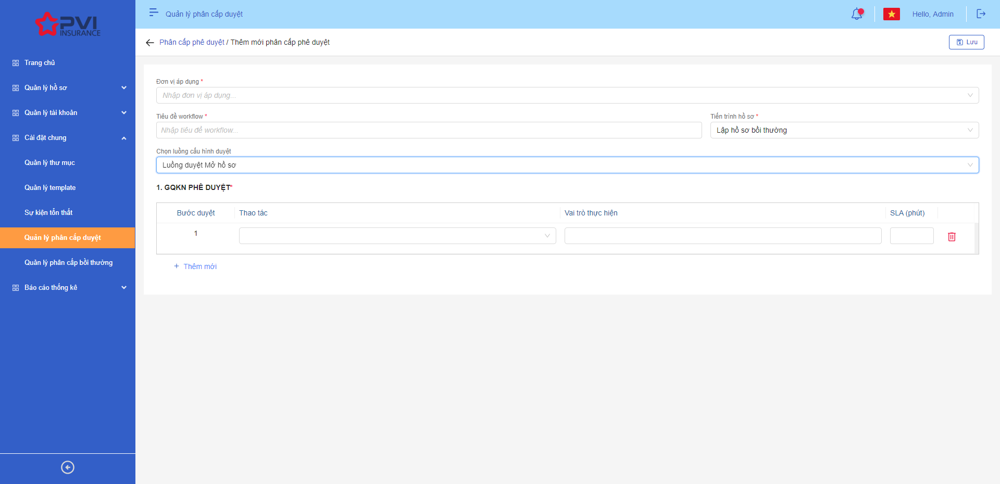 PVI
INSURANCE
Trang chủ
Quản lý hồ sơ
Quản lý tài khoản
Cài đặt chung
Quản lý thư mục
Quản lý template
Sự kiện tổn thất
Quản lý phân cấp duyệt
Quản lý phân cấp bồi thường
Báo cáo thống kê
Quản lý phân cấp duyệt
Hello, Admin
Phân cấp phê duyệt / Thêm mới phân cấp phê duyệt
Lưu
Đơn vị áp dụng *
Nhập đơn vị áp dụng...
Tiêu đề workflow *
Tiến trình hồ sơ *
Nhập tiêu đề workflow...
Lập hồ sơ bồi thường
Chọn luồng cấu hình duyệt
Luồng duyệt Mở hồ sơ
1. GQKN PHÊ DUYỆT*
Bước duyệt
Thao tác
Vai trò thực hiện
SLA (phút)
1
+ Thêm mới